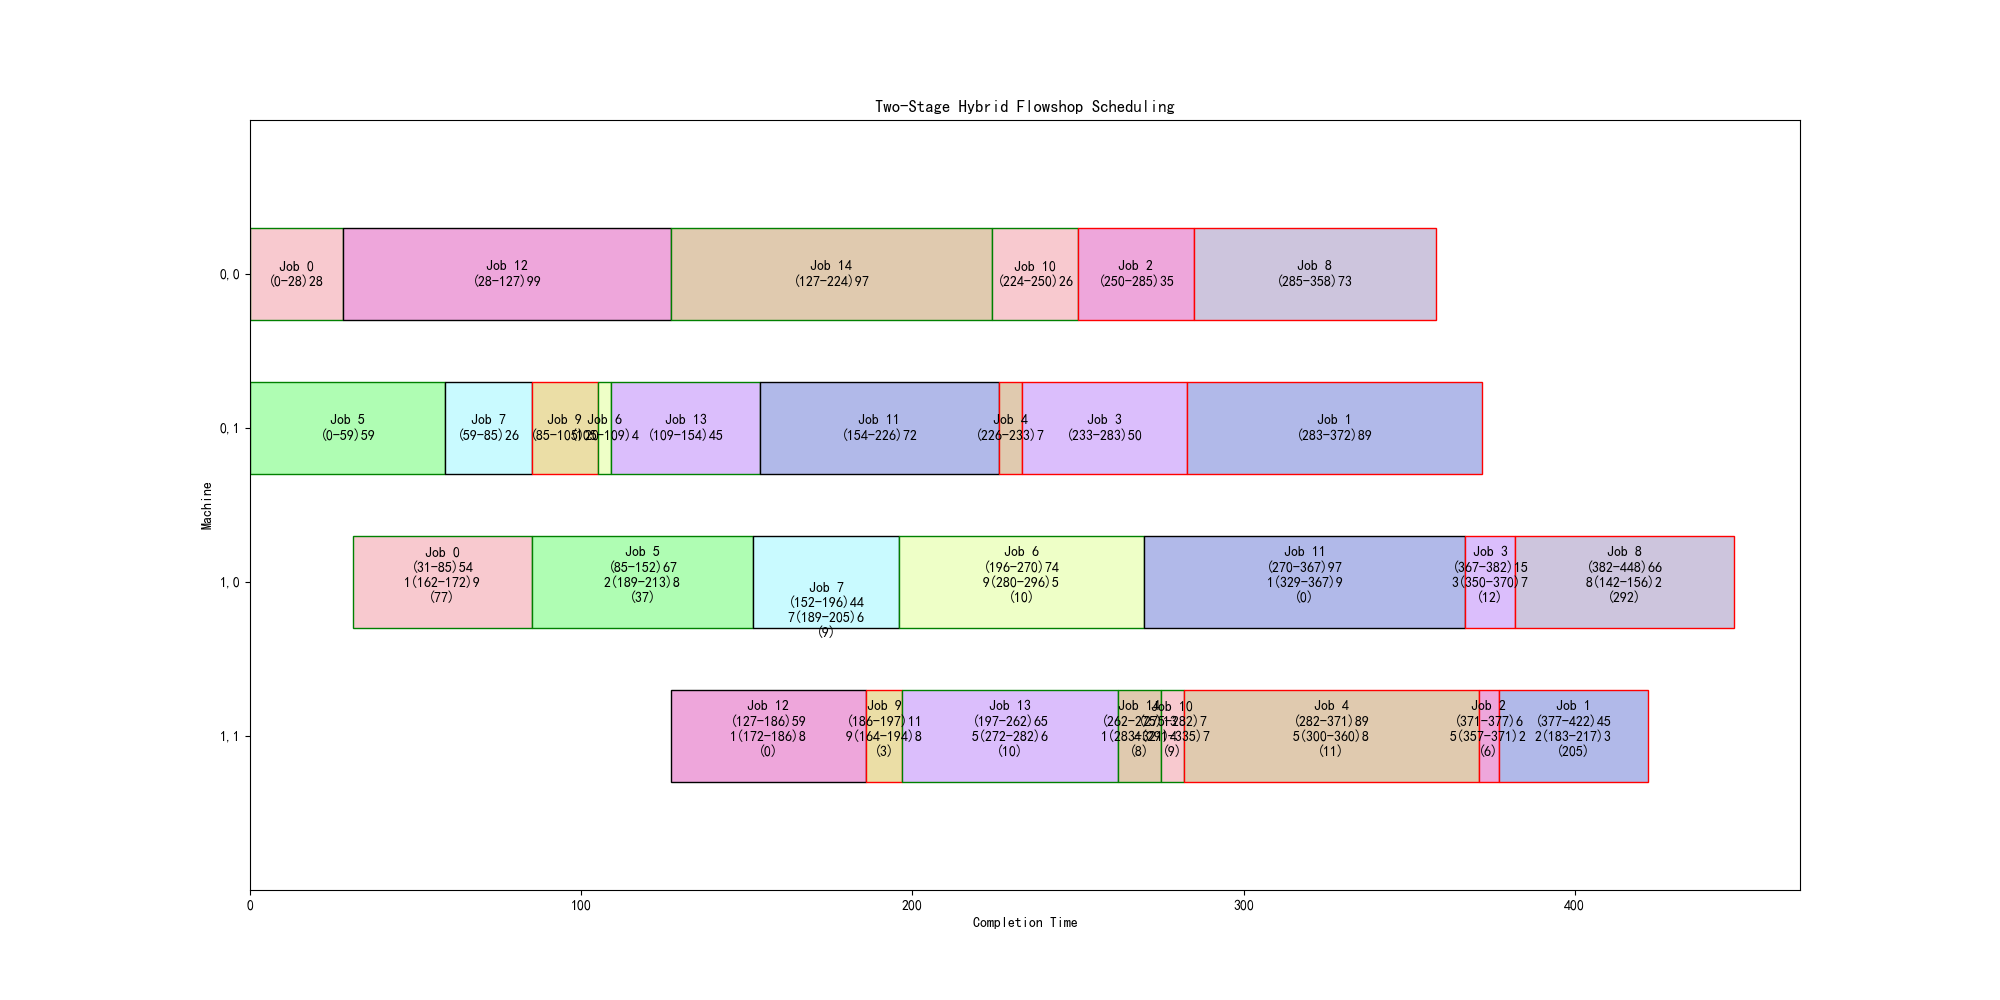 Two-Stage Hybrid Flowshop Scheduling
Machine
0,0
Job 0
(0-28)28
Job 12
(28-127)99
Job 14
(127-224)97
Job 10
(224-250)26
Job 2
(250-285)35
Job 8
(285-358)73
0,1
Job 5
(0-59)59
Job 7
(59-85)26
Job 9
(85-105)20
Job 6
(105-109)4
Job 13
(109-154)45
Job 11
(154-226)72
Job 4
(226-233)7
Job 3
(233-283)50
Job 1
(283-372)89
1,0
Job 0
(31-85)54
1(162-172)9
(77)
Job 5
(85-152)67
2(189-213)8
(37)
Job 7
(152-196)44
7(189-205)6
(9)
Job 6
(196-270)74
9(280-296)5
(10)
Job 11
(270-367)97
1(329-367)9
(0)
Job 3
(367-382)15
3(350-370)7
(12)
Job 8
(382-448)66
8(142-156)2
(292)
1,1
Job 12
(127-186)59
1(172-186)8
(0)
Job 9
(186-197)11
9(164-194)8
(3)
Job 13
(197-262)65
5(272-282)6
(10)
Job 14
(262-275)13
(8)
Job 10
(275-282)7
(9)
Job 4
(282-371)89
5(300-360)8
(11)
Job 2
(371-377)6
5(357-371)2
(6)
Job 1
(377-422)45
2(183-217)3
(205)
0
100
200
300
400
Completion Time